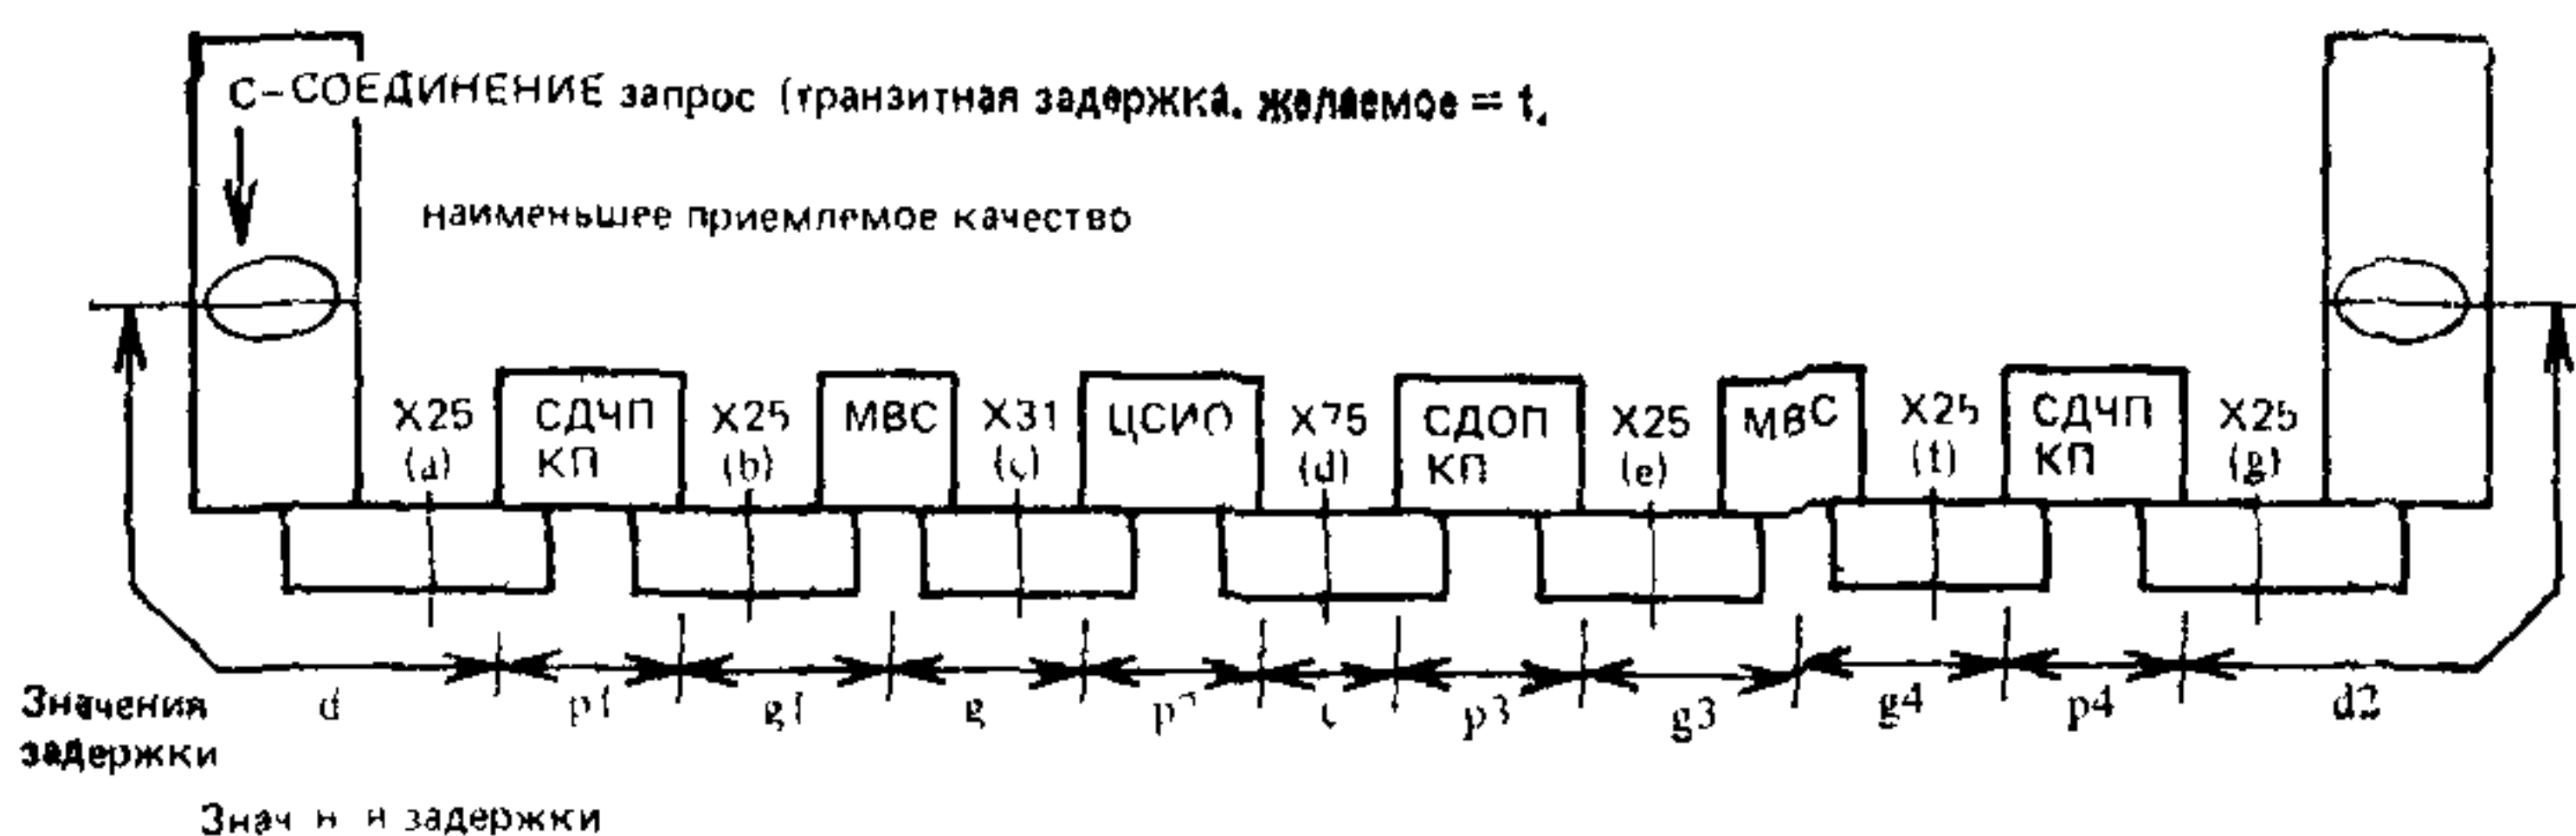 С-СОЕДИНЕНИЕ запрос (транзитная задержка. желаемое = t,
наименьшее приемлемое качество
X25 (a)
СДЧП КП
X25 (b)
МВС
X31 (c)
ЦСИО
X75 (d)
СДОП КП
X25 (e)
МВС
X25 (f)
СДЧП КП
X25 (g)
Значения задержки
d p1 g1 g p3 g3 g4 p4 d2
задержки